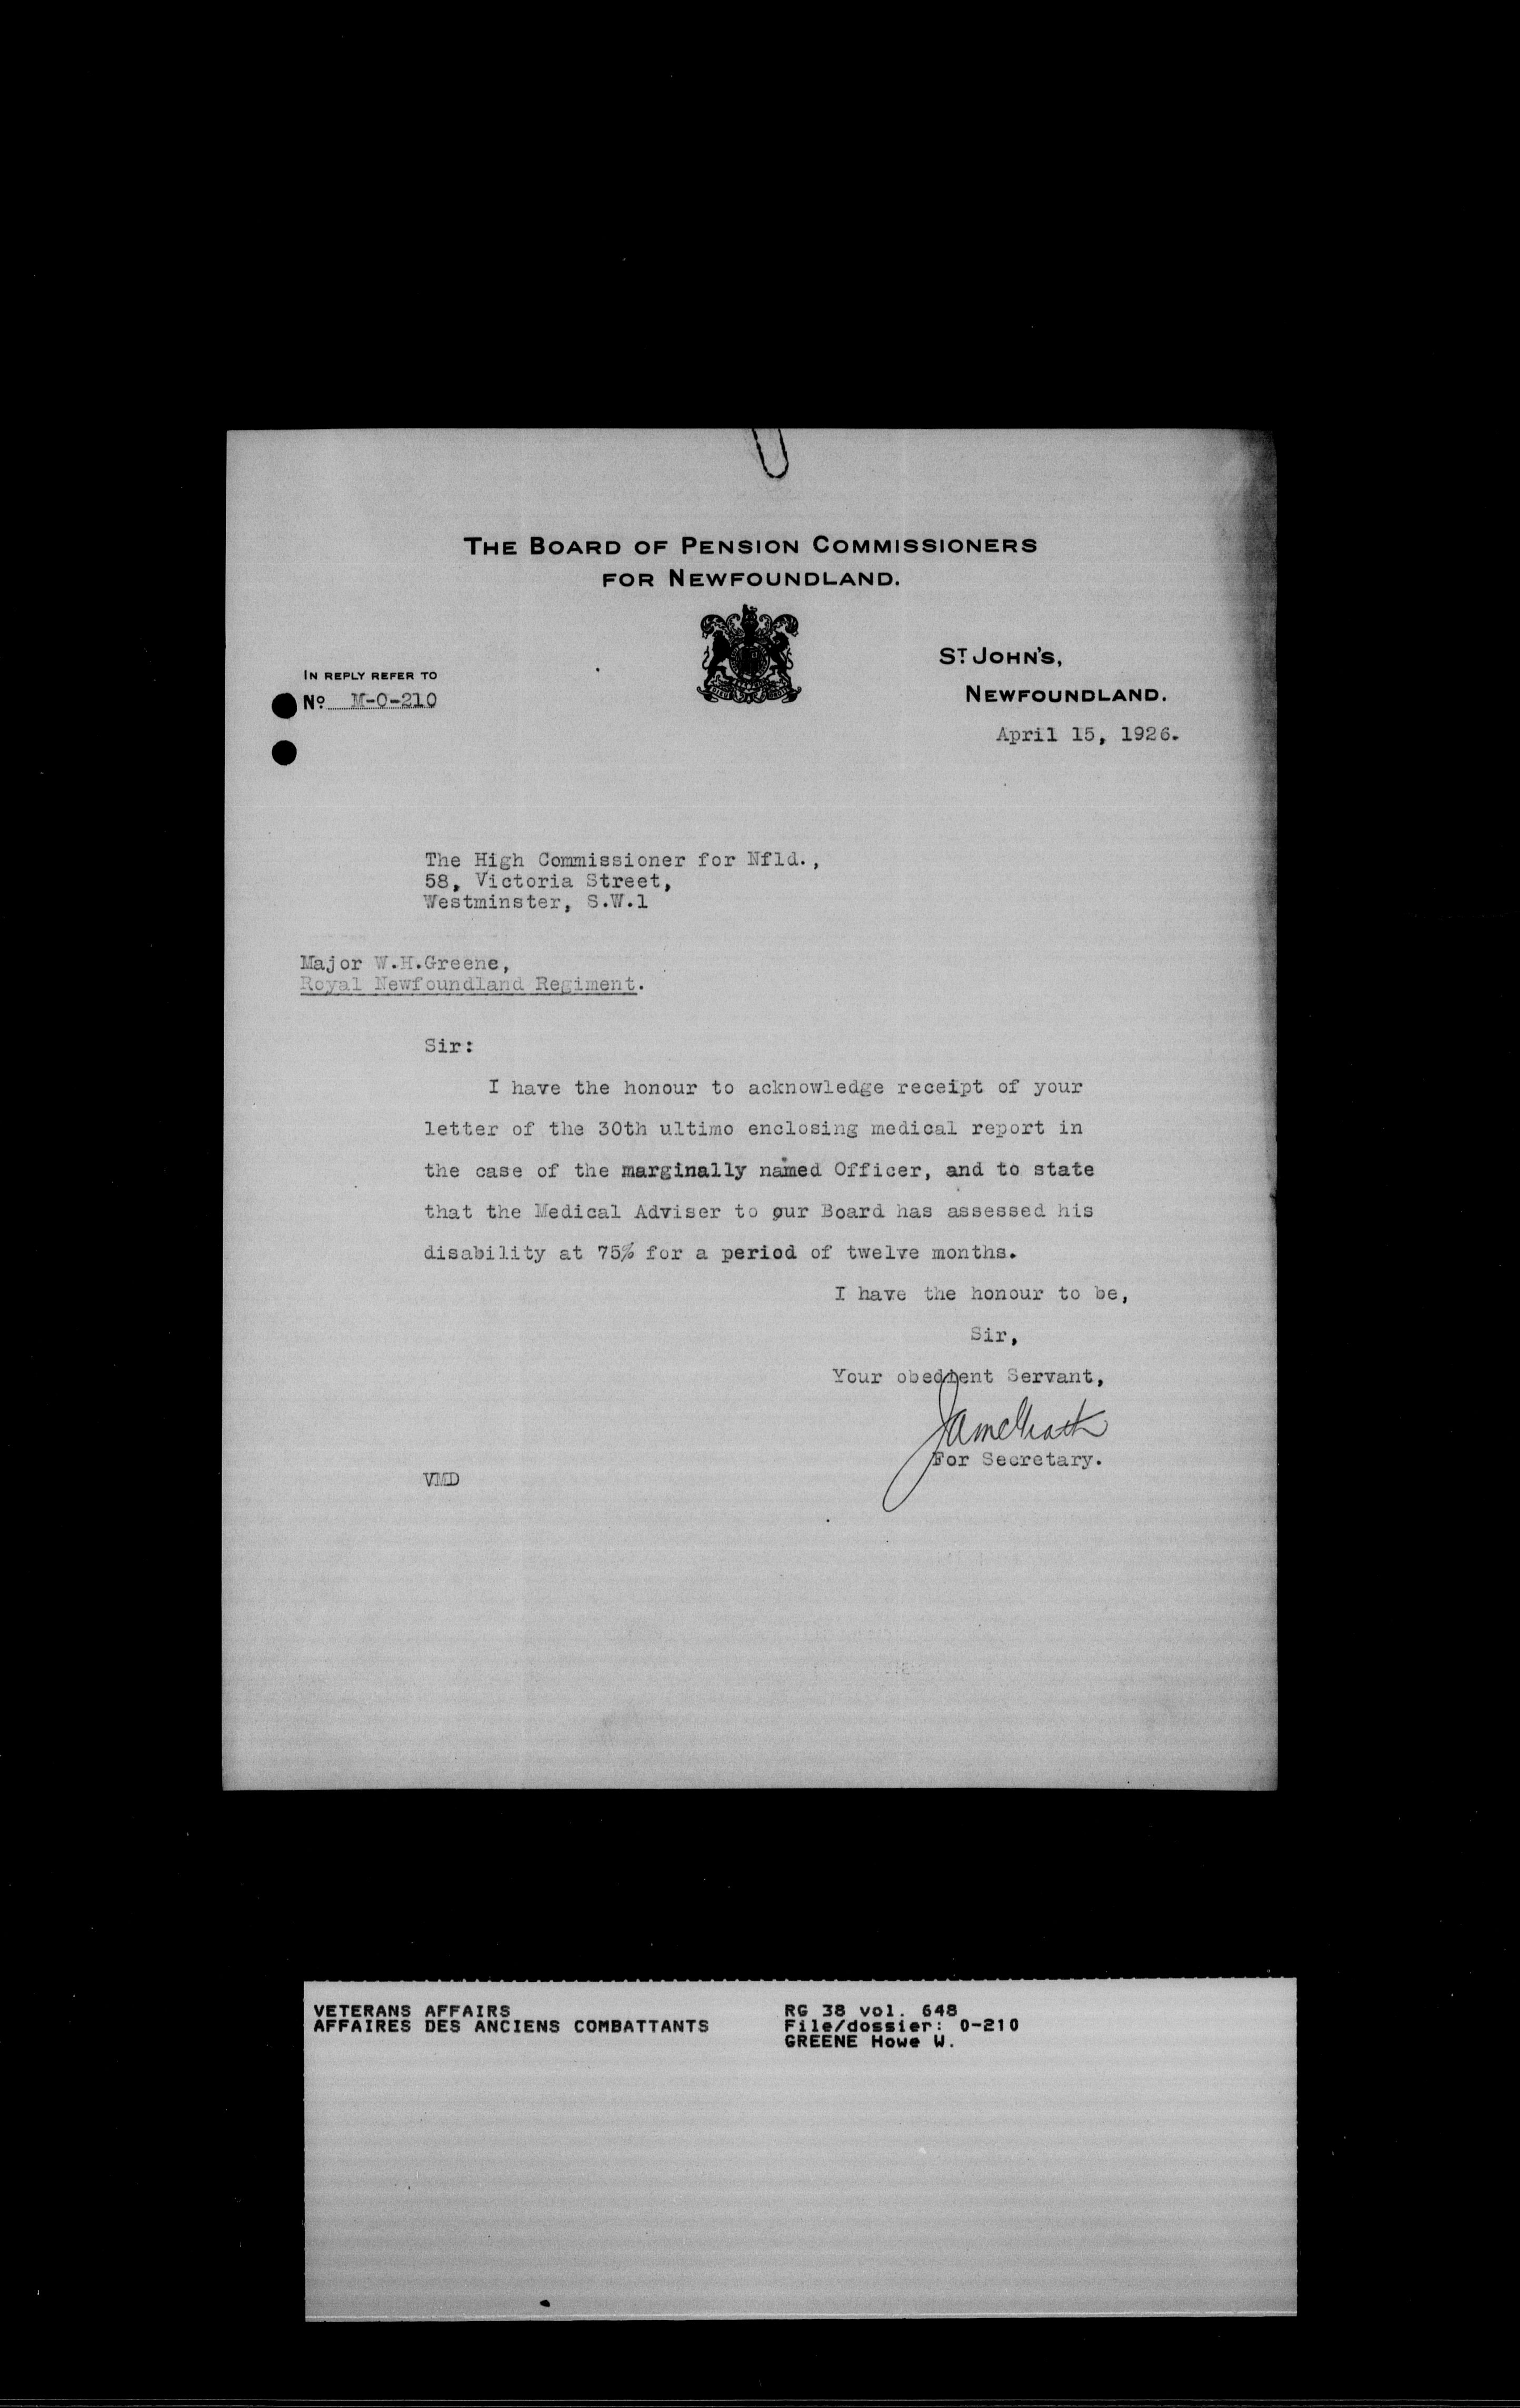 THE BOARD OF PENSION COMMISSIONERS
FOR NEWFOUNDLAND.
ST. JOHN'S,
NEWFOUNDLAND.
IN REPLY REFER TO
No. M-O-210
April 15, 1926.
The High Commissioner for Nfld.,
58, Victoria Street,
Westminster, S.W.1
Major W.H.Greene,
Royal Newfoundland Regiment.
Sir:
I have the honour to acknowledge receipt of your
letter of the 30th ultimo enclosing medical report in
the case of the marginally named Officer, and to state
that the Medical Adviser to our Board has assessed his
disability at 75% for a period of twelve months.
I have the honour to be,
Sir,
Your obedient Servant,
For Secretary.
VMD
VETERANS AFFAIRS
AFFAIRES DES ANCIENS COMBATTANTS
RG 38 vol. 648
File/dossier: 0-210
GREENE Howe W.